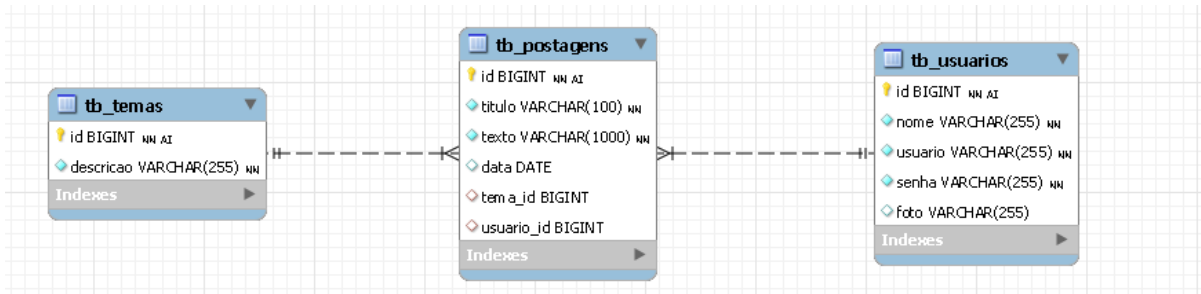 tb_temas
id BIGINT NN AI
descricao VARCHAR(255) NN
Indexes
tb_postagens
id BIGINT NN AI
titulo VARCHAR(100) NN
texto VARCHAR(1000) NN
data DATE
tema_id BIGINT
usuario_id BIGINT
Indexes
tb_usuarios
id BIGINT NN AI
nome VARCHAR(255) NN
usuario VARCHAR(255) NN
senha VARCHAR(255) NN
foto VARCHAR(255)
Indexes